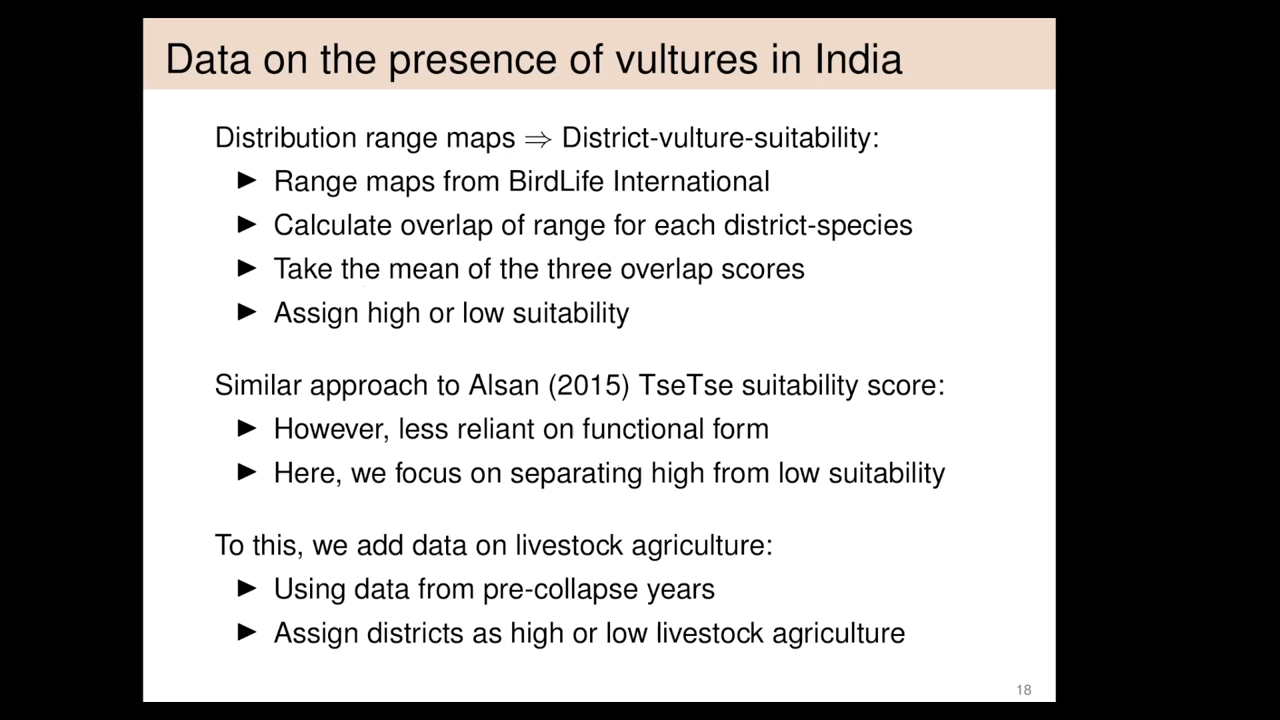 Data on the presence of vultures in India
Distribution range maps ⇒ District-vulture-suitability:
▶ Range maps from BirdLife International
▶ Calculate overlap of range for each district-species
▶ Take the mean of the three overlap scores
▶ Assign high or low suitability
Similar approach to Alsan (2015) TseTse suitability score:
▶ However, less reliant on functional form
▶ Here, we focus on separating high from low suitability
To this, we add data on livestock agriculture:
▶ Using data from pre-collapse years
▶ Assign districts as high or low livestock agriculture
18